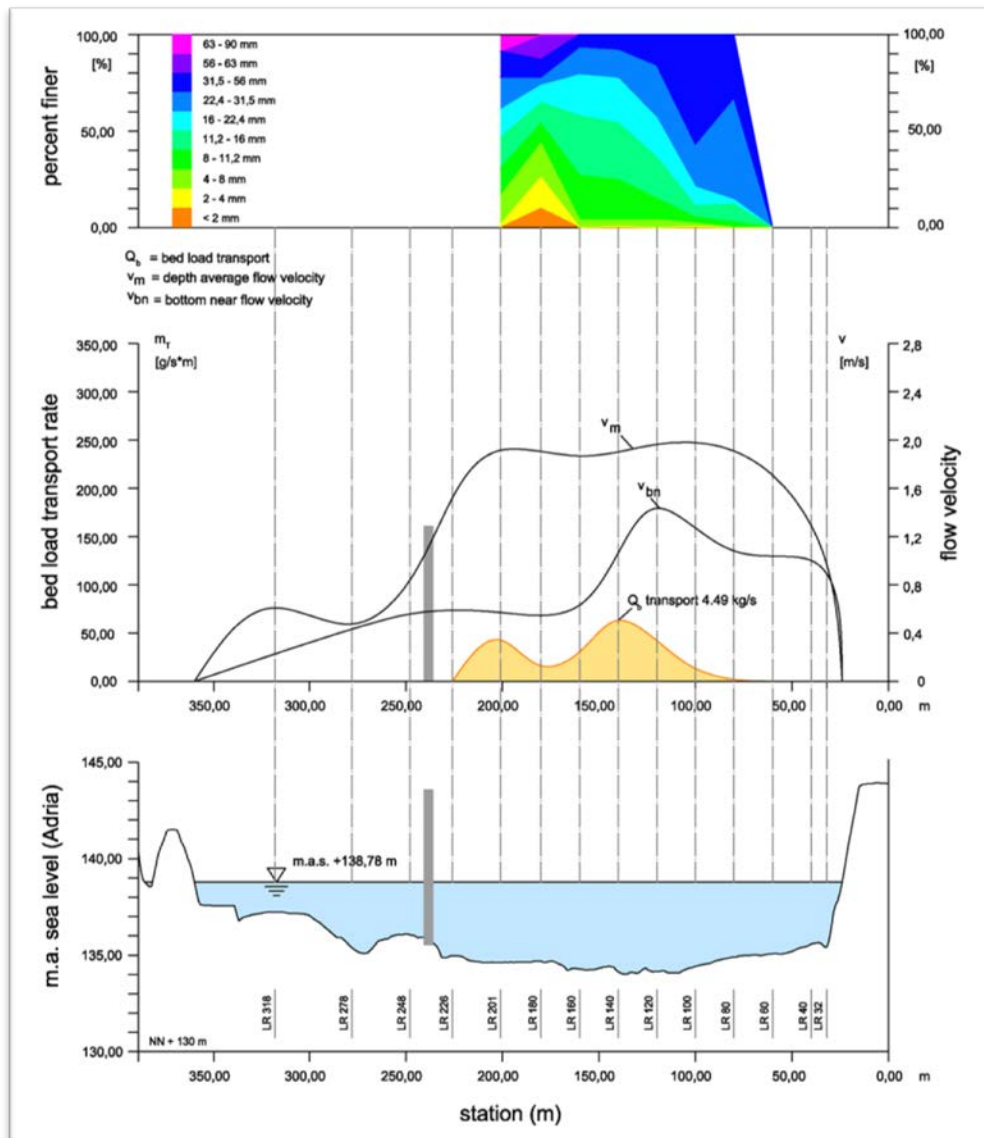 percent finer
100,00
[%]
50,00
0,00
63 - 90 mm
56 - 63 mm
31,5 - 56 mm
22,4 - 31,5 mm
16 - 22,4 mm
11,2 - 16 mm
8 - 11,2 mm
4 - 8 mm
2 - 4 mm
< 2 mm
100,00
[%]
50,00
0,00
Qb = bed load transport
vm = depth average flow velocity
vbn = bottom near flow velocity
bed load transport rate
350,00
300,00
250,00
200,00
150,00
100,00
50,00
0,00
mT
[g/s*m]
v
[m/s]
2,8
2,4
2,0
1,6
1,2
0,8
0,4
0
flow velocity
vm
vbn
Qb transport 4.49 kg/s
350,00 300,00 250,00 200,00 150,00 100,00 50,00 0,00 m
m.a. sea level (Adria)
145,00
140,00
135,00
130,00
m.a.s. +138,78 m
LR 318
LR 278
LR 248
LR 226
LR 201
LR 180
LR 160
LR 140
LR 120
LR 100
LR 80
LR 60
LR 40
LR 32
NN + 130 m
350,00 300,00 250,00 200,00 150,00 100,00 50,00 0,00 m
station (m)